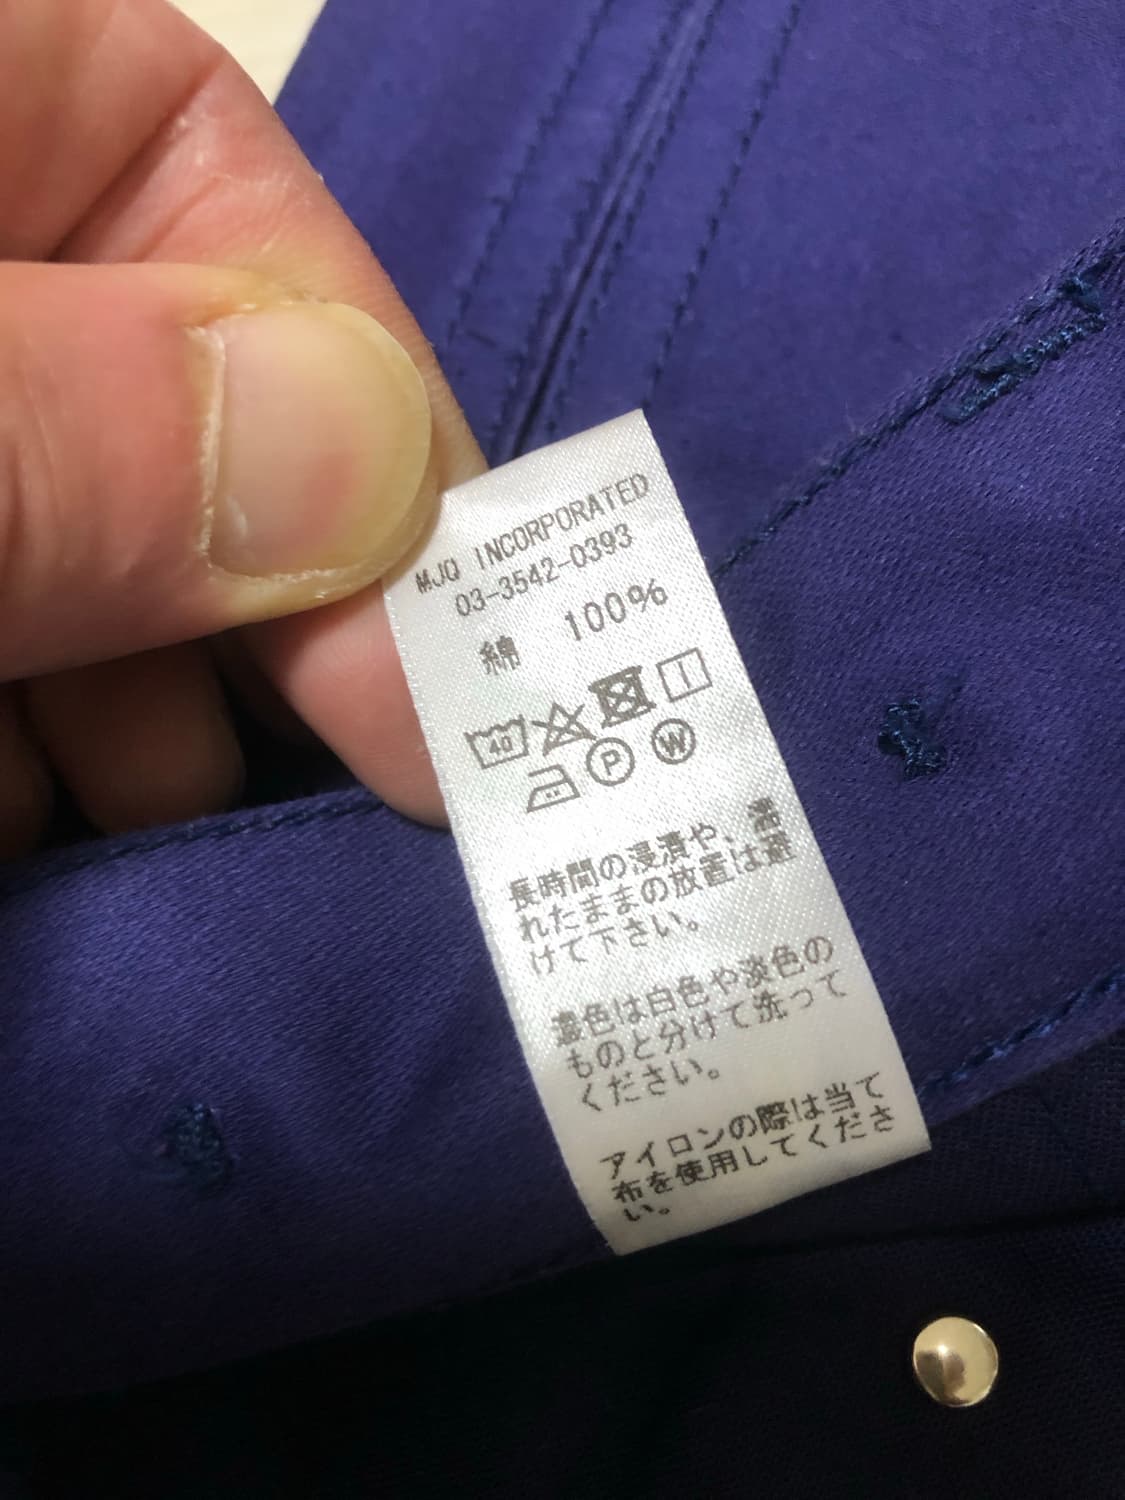 MJQ INCORPORATED
03-3542-0393
綿 100%
40
P W
長時間の浸漬や、濡
れたままの放置は避
けて下さい。
濃色は白色や淡色の
ものと分けて洗って
ください。
アイロンの際は当て
布を使用してくださ
い。